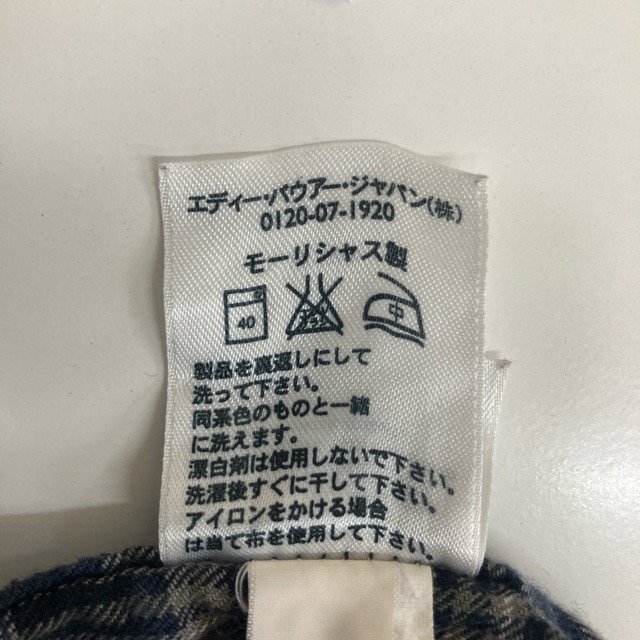 エディー・バウアー・ジャパン(株)
0120-07-1920
モーリシャス製
40 エンソ 中
製品を裏返しにして
洗って下さい。
同系色のものと一緒
に洗えます。
漂白剤は使用しないで下さい。
洗濯後すぐに干して下さい。
アイロンをかける場合
は当て布を使用して下さい。